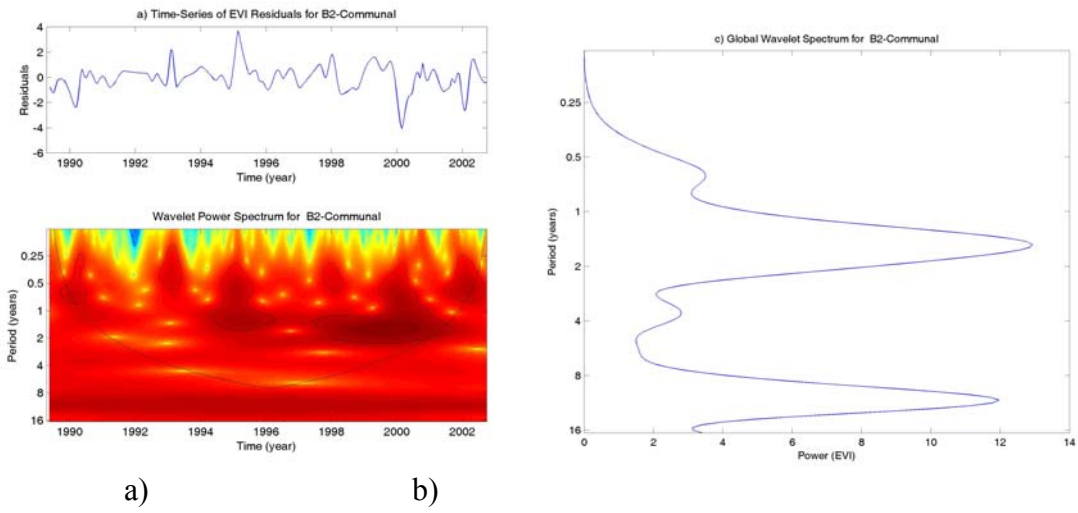 a) Time-Series of EVI Residuals for B2-Communal
4
2
0
-2
-4
-6
Residuals
1990 1992 1994 1996 1998 2000 2002
Time (year)
Wavelet Power Spectrum for B2-Communal
0.25
0.5
1
2
4
8
16
Period (years)
1990 1992 1994 1996 1998 2000 2002
Time (year)
c) Global Wavelet Spectrum for B2-Communal
0.25
0.5
1
2
4
8
16
Period (years)
0 2 4 6 8 10 12 14
Power (EVI)
a) b)